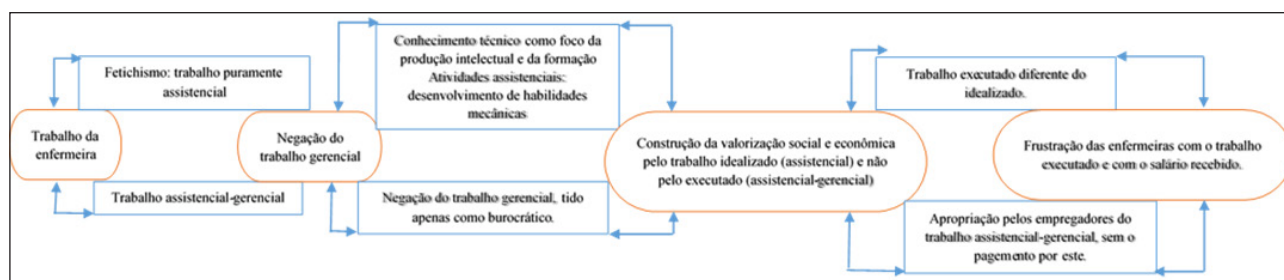 Fetichismo: trabalho puramente
assistencial
Trabalho da
enfermeira
Trabalho assistencial-gerencial
Negação do
trabalho gerencial
Conhecimento técnico como foco da
produção intelectual e da formação
Atividades assistenciais:
desenvolvimento de habilidades
mecânicas
Negação do trabalho gerencial, tido
apenas como burocrático.
Construção da valorização social e econômica
pelo trabalho idealizado (assistencial) e não
pelo executado (assistencial-gerencial)
Trabalho executado diferente do
idealizado.
Apropriação pelos empregadores do
trabalho assistencial-gerencial, sem o
pagamento por este.
Frustração das enfermeiras com o trabalho
executado e com o salário recebido.